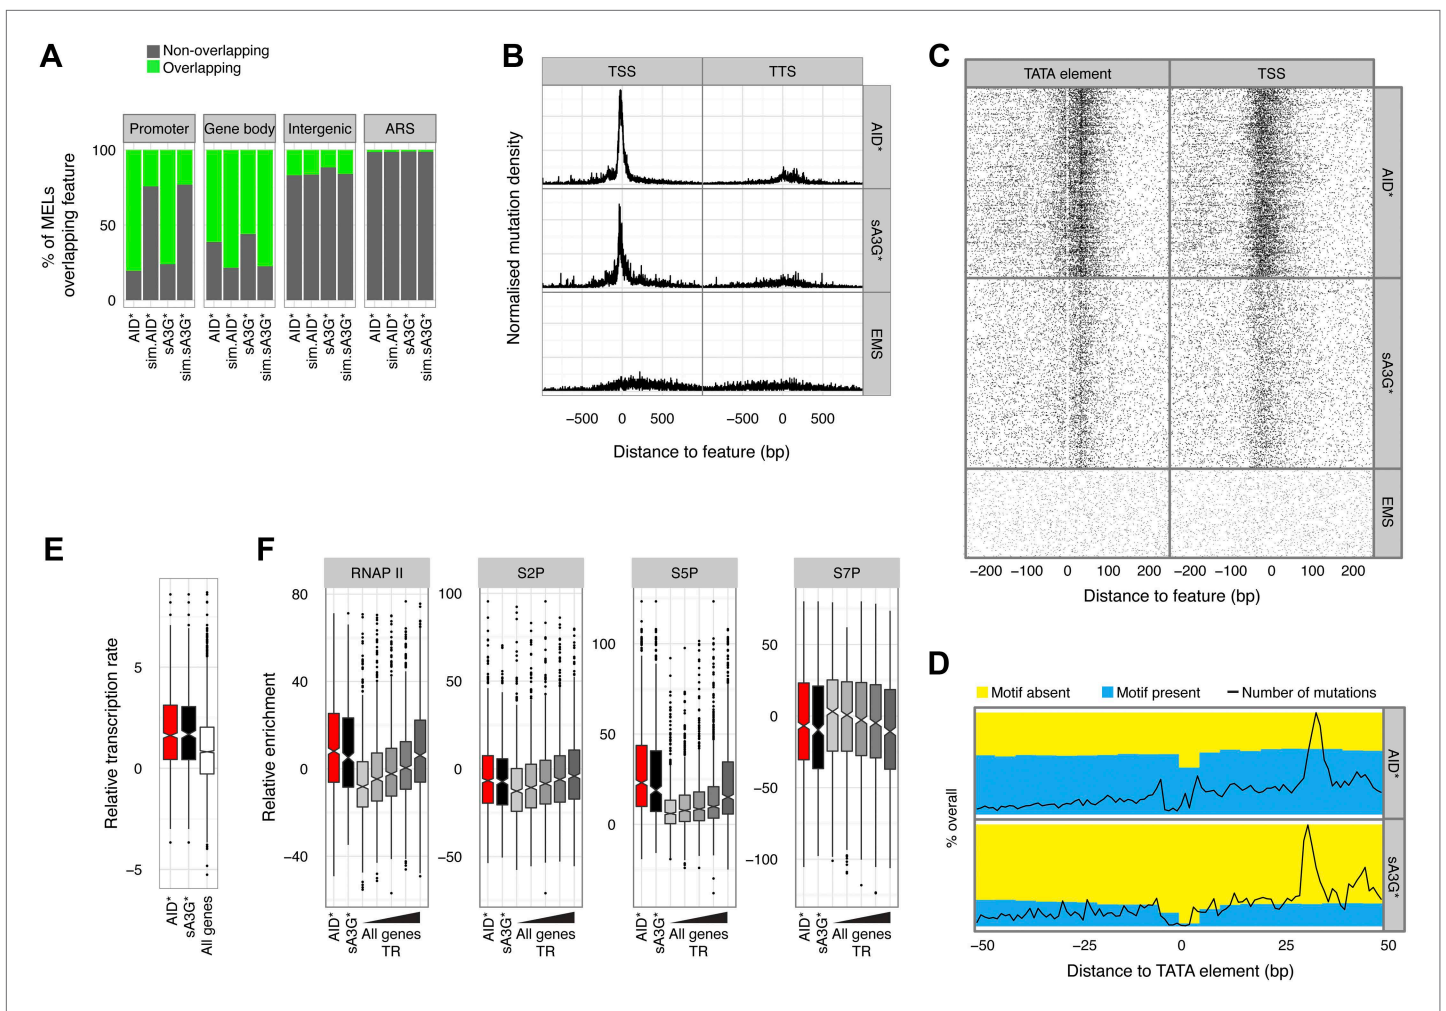 A
Non-overlapping
Overlapping
% of MELs
overlapping feature
Promoter
Gene body
Intergenic
ARS
100
50
0
AID*
sim.AID*
sA3G*
sim.sA3G*
AID*
sim.AID*
sA3G*
sim.sA3G*
AID*
sim.AID*
sA3G*
sim.sA3G*
AID*
sim.AID*
sA3G*
sim.sA3G*
B
TSS
TTS
Normalised mutation density
AID*
sA3G*
EMS
−500 0 500 −500 0 500
Distance to feature (bp)
C
TATA element
TSS
AID*
sA3G*
EMS
−200 −100 0 100 200 −200 −100 0 100 200
Distance to feature (bp)
D
Motif absent
Motif present
Number of mutations
% overall
AID*
sA3G*
−50 −25 0 25 50
Distance to TATA element (bp)
E
Relative transcription rate
5
0
−5
AID*
sA3G*
All genes
F
Relative enrichment
RNAP II
80
40
0
−40
AID*
sA3G*
All genes
TR
S2P
100
50
0
−50
AID*
sA3G*
All genes
TR
S5P
100
50
0
AID*
sA3G*
All genes
TR
S7P
50
0
−50
−100
AID*
sA3G*
All genes
TR